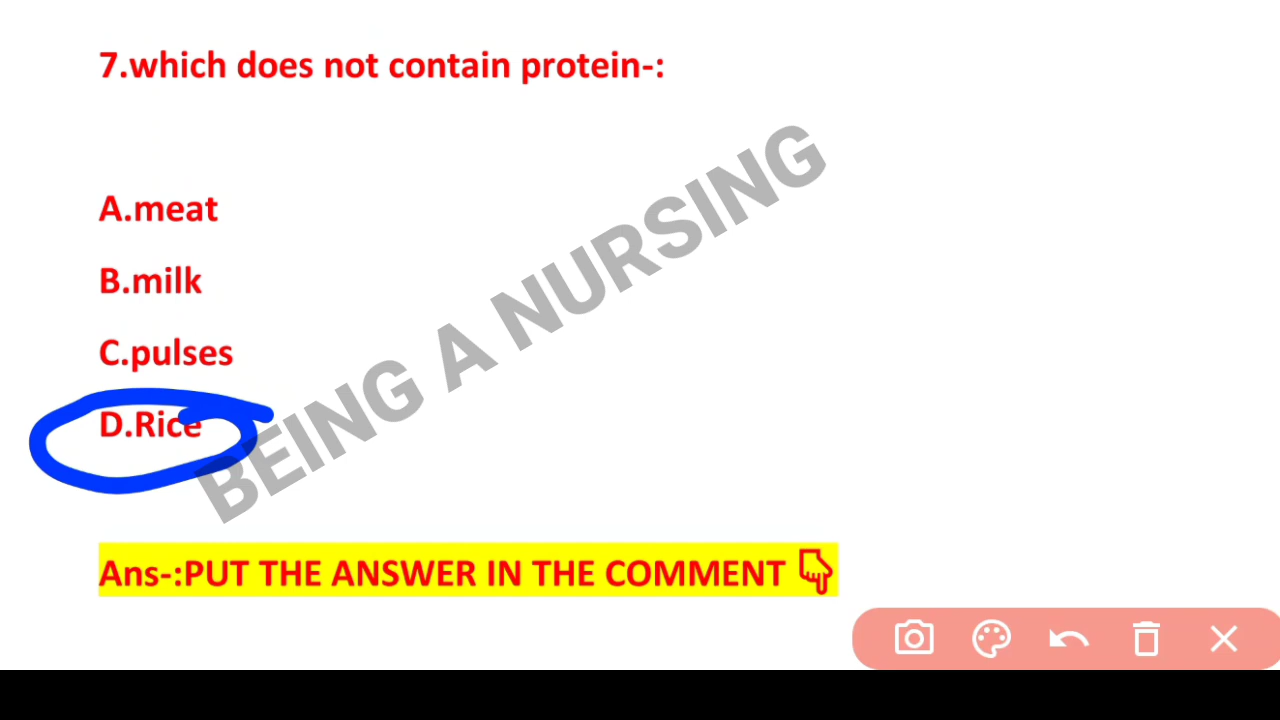 7.which does not contain protein-:
A.meat
B.milk
C.pulses
D.Rice
BEING A NURSING
Ans-:PUT THE ANSWER IN THE COMMENT